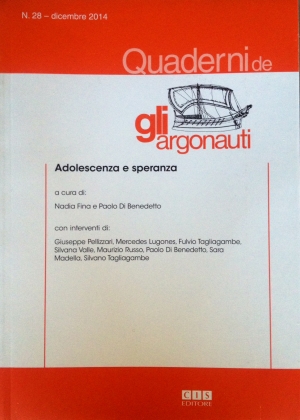 N. 28 – dicembre 2014
Quaderni de
gli
argonauti
Adolescenza e speranza
a cura di:
Nadia Fina e Paolo Di Benedetto
con interventi di:
Giuseppe Pellizzari, Mercedes Lugones, Fulvio Tagliagambe,
Silvana Valle, Maurizio Russo, Paolo Di Benedetto, Sara
Madella, Silvano Tagliagambe
CIS
EDITORE